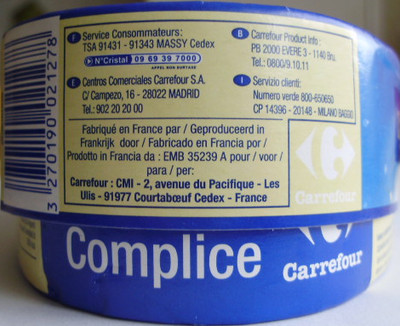 F Service Consommateurs:
TSA 91431 - 91343 MASSY Cedex
N°Cristal 09 69 39 7000
APPEL NON SURTAXE
E Centros Comerciales Carrefour S.A.
C/ Campezo, 16 - 28022 MADRID
Tel.: 902 20 20 00
B Carrefour Product info :
PB 2000 EVERE 3 - 1140 Bru.
Tel.: 0800/9.10.11
I Servizio clienti:
Numero verde 800-650650
CP 14396 - 20148 - MILANO BAGGIO
Fabriqué en France par / Geproduceerd in
Frankrijk door / Fabricado en Francia por /
Prodotto in Francia da : EMB 35239 A pour / voor /
para / per:
Carrefour : CMI - 2, avenue du Pacifique - Les
Ulis - 91977 Courtabœuf Cedex - France
Carrefour
3 270190 021278
Complice
Carrefour